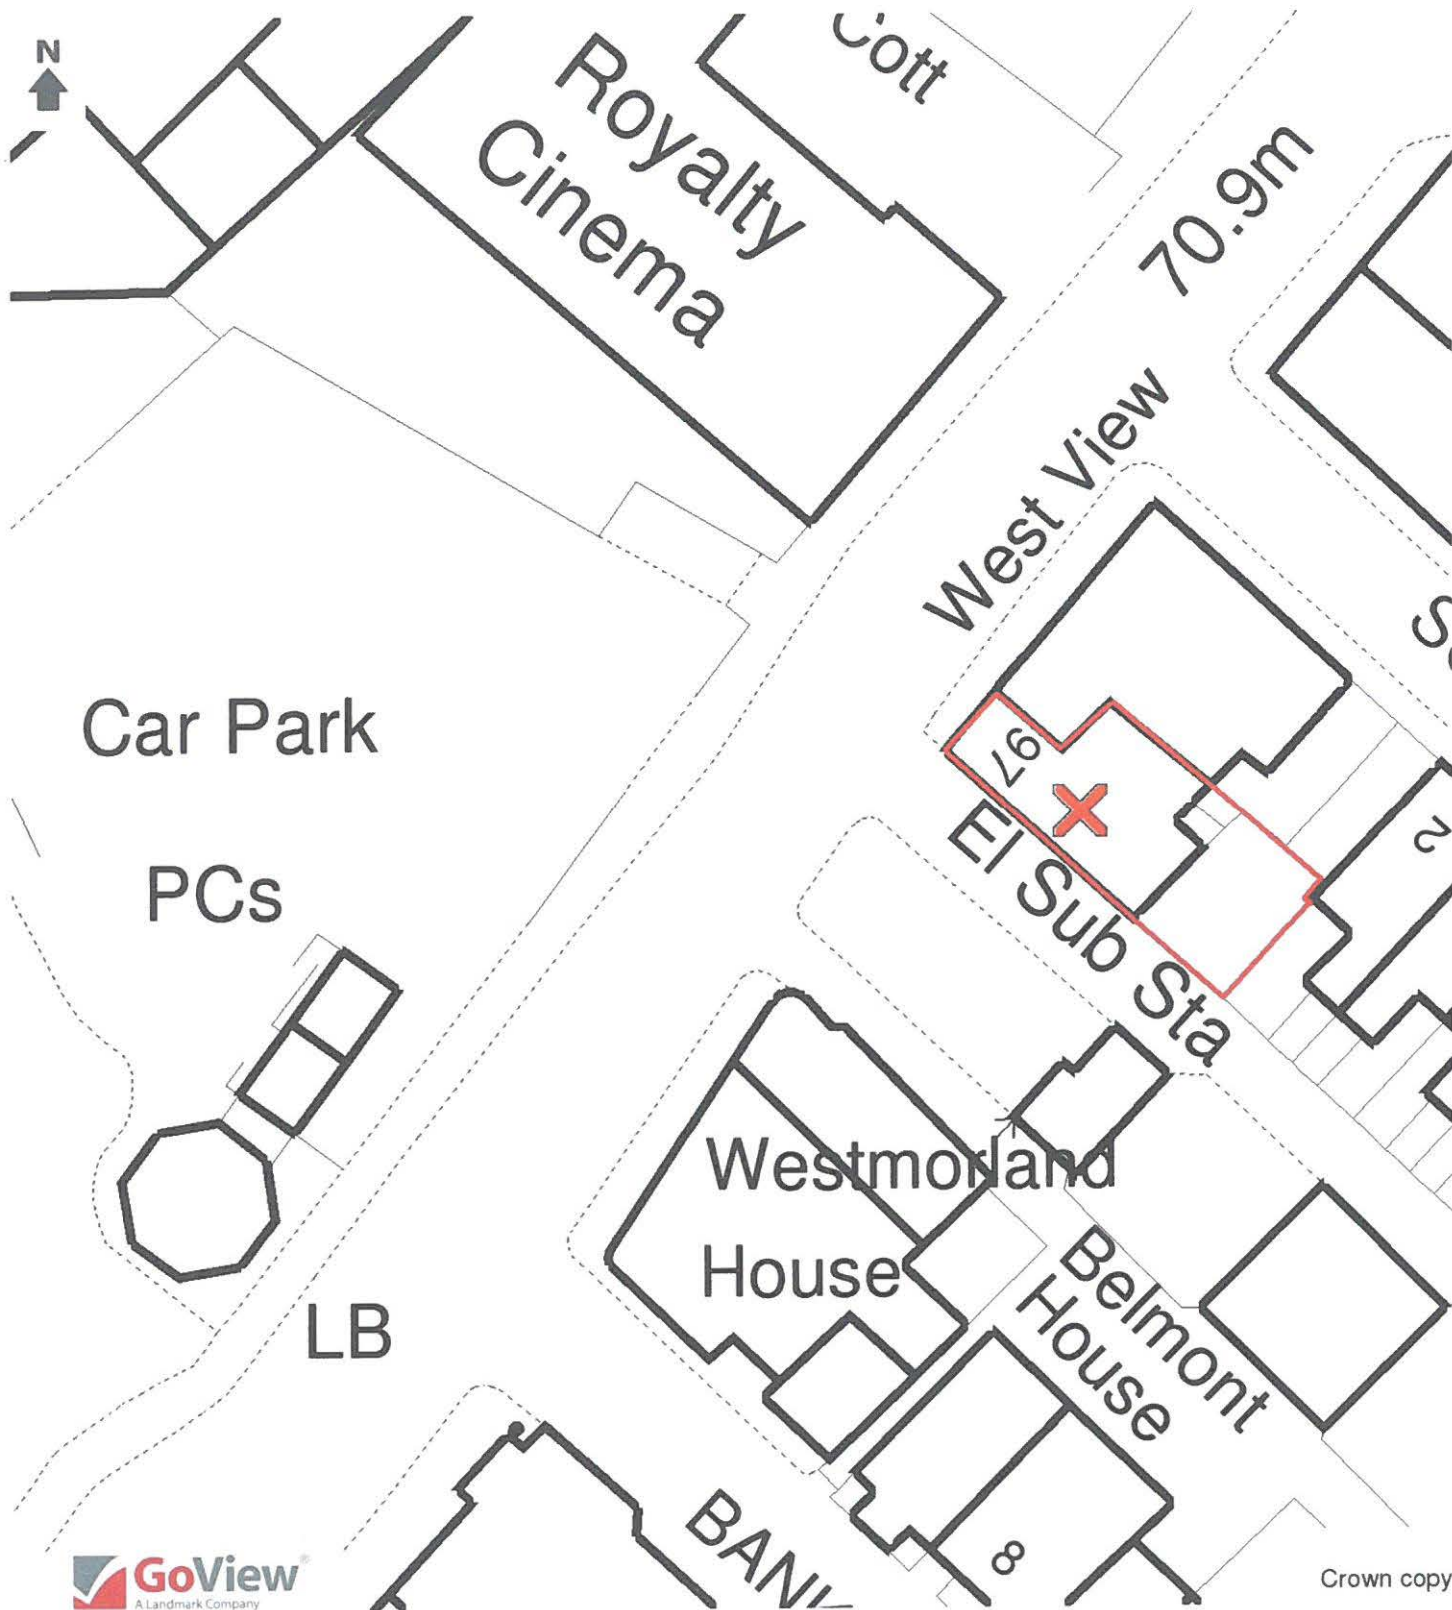 N
Cott
Royalty
Cinema
70.9m
West View
Car Park
97
El Sub Sta
2
PCs
Westmorland
House
Belmont
House
LB
8
GoView
A Landmark Company
Crown copy